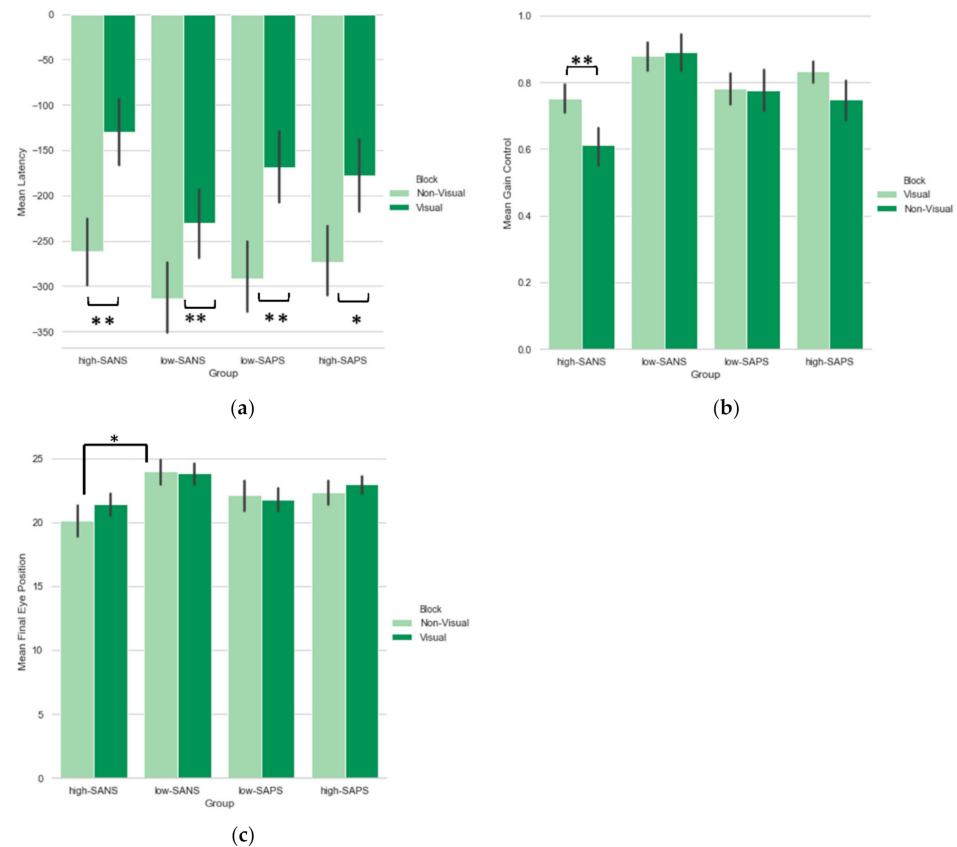 0
−50
−100
−150
−200
−250
−300
−350
Mean Latency
** ** ** *
high-SANS low-SANS low-SAPS high-SAPS
Group
Block
Non-Visual
Visual
(a)
1.0
0.8
0.6
0.4
0.2
0.0
Mean Gain Control
**
high-SANS low-SANS low-SAPS high-SAPS
Group
Block
Visual
Non-Visual
(b)
*
25
20
15
10
5
0
Mean Final Eye Position
high-SANS low-SANS low-SAPS high-SAPS
Group
Block
Non-Visual
Visual
(c)